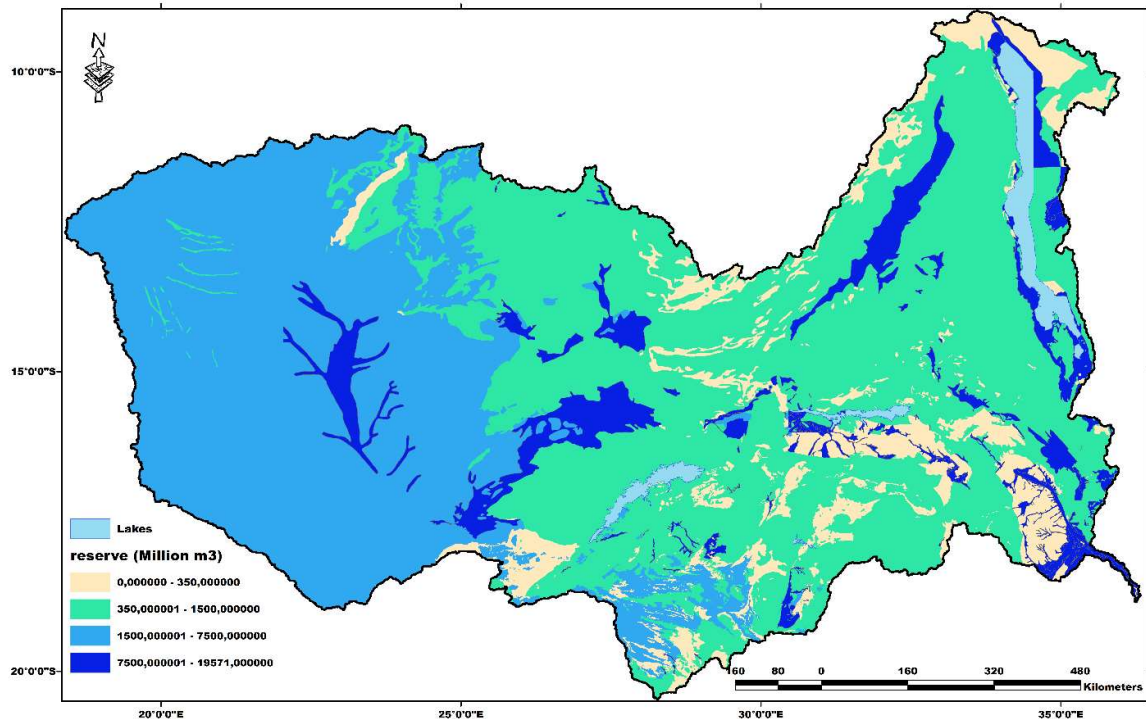 N
10°0'0"S
15°0'0"S
20°0'0"S
Lakes
reserve (Million m3)
0,000000 - 350,000000
350,000001 - 1500,000000
1500,000001 - 7500,000000
7500,000001 - 19571,000000
160 80 0 160 320 480
Kilometers
20°0'0"E 25°0'0"E 30°0'0"E 35°0'0"E